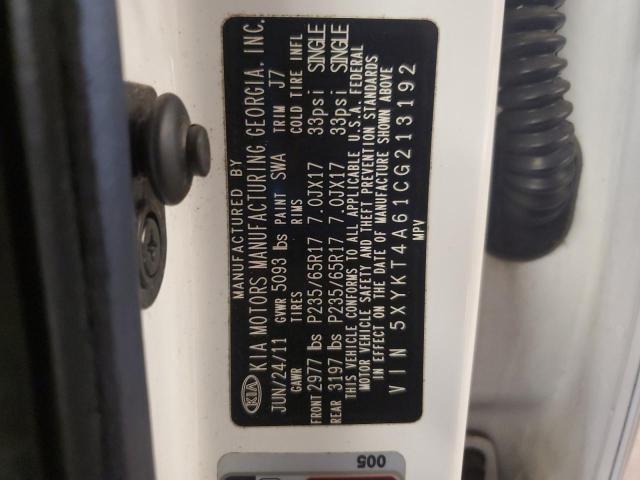 MANUFACTURED BY
KIA KIA MOTORS MANUFACTURING GEORGIA, INC.
JUN/24/11 GVWR 5093 lbs PAINT SWA TRIM J7
GAWR TIRES RIMS COLD TIRE INFL
FRONT 2977 lbs P235/65R17 7.0JX17 33psi SINGLE
REAR 3197 lbs P235/65R17 7.0JX17 33psi SINGLE
THIS VEHICLE CONFORMS TO ALL APPLICABLE U.S.A. FEDERAL
MOTOR VEHICLE SAFETY AND THEFT PREVENTION STANDARDS
IN EFFECT ON THE DATE OF MANUFACTURE SHOWN ABOVE
VIN 5XYKT4A61CG213192
MPV
005